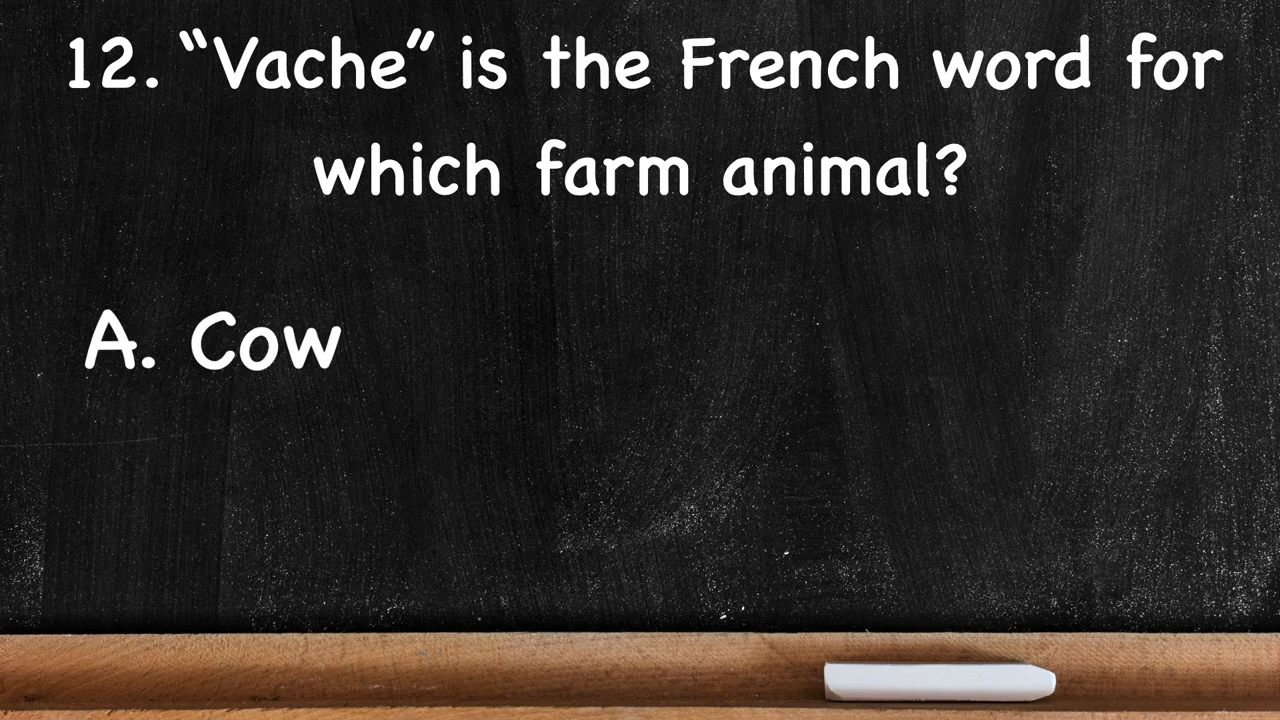 12. “Vache” is the French word for
which farm animal?
A. Cow